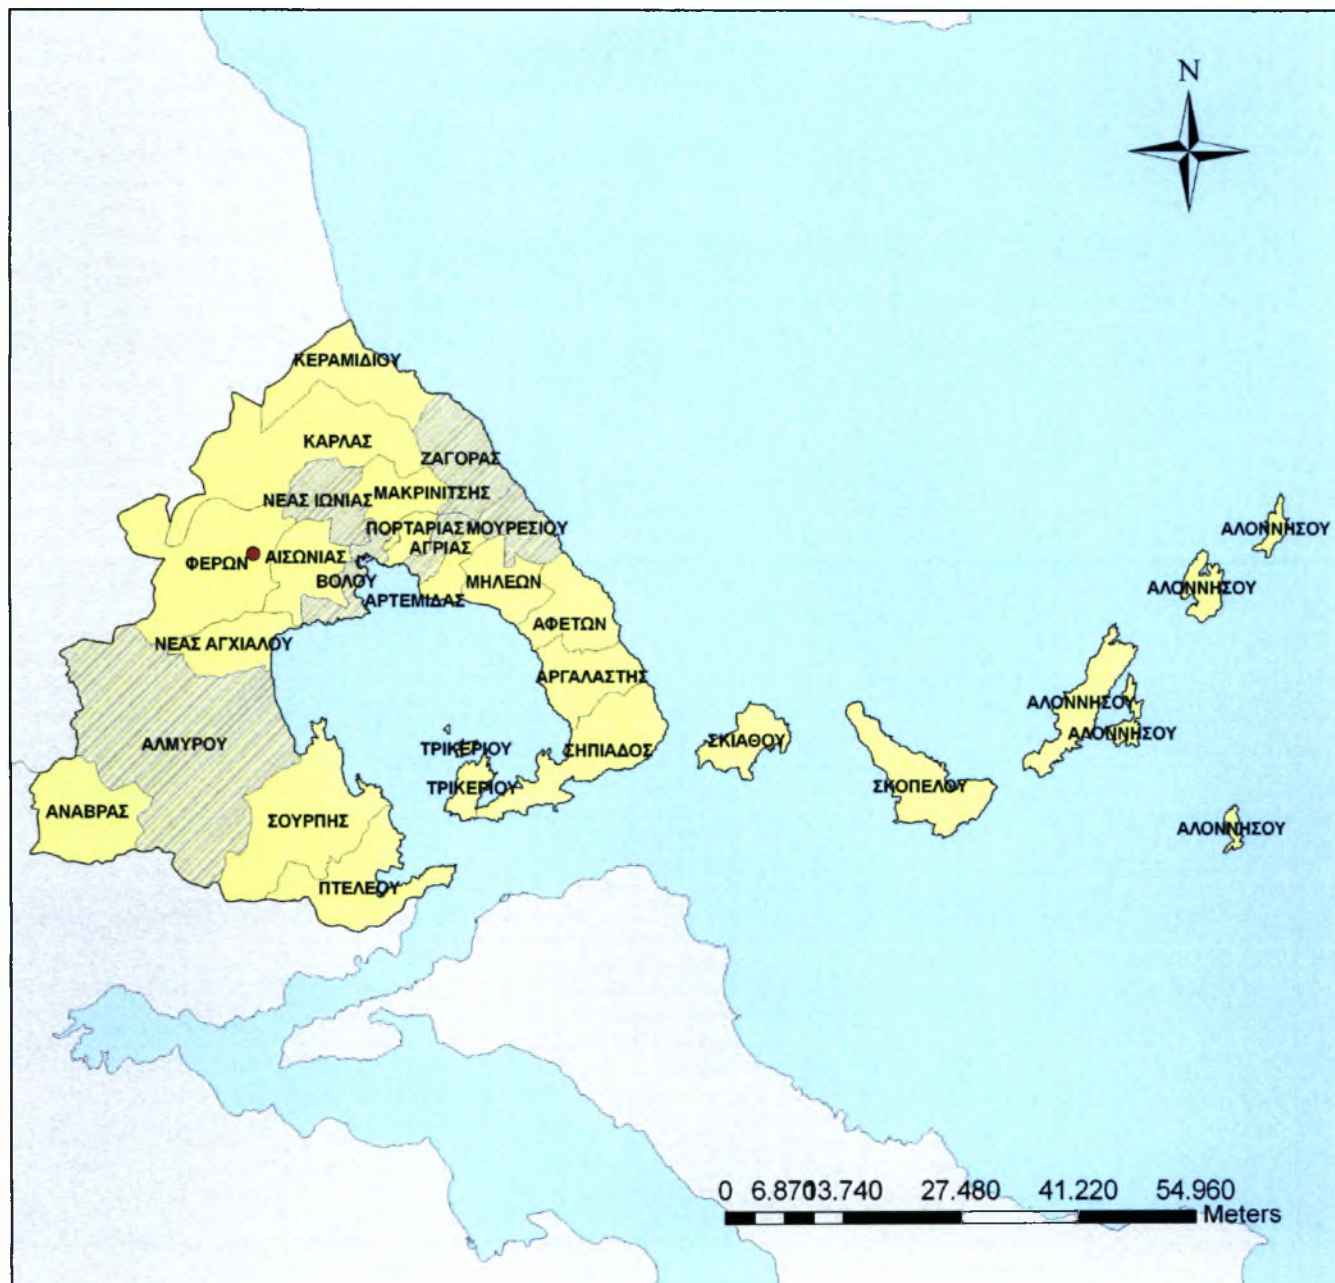 N
ΚΕΡΑΜΙΔΙΟΥ
ΚΑΡΛΑΣ
ΖΑΓΟΡΑΣ
ΝΕΑΣ ΙΩΝΙΑΣ
ΜΑΚΡΙΝΙΤΣΗΣ
ΠΟΡΤΑΡΙΑΣ
ΜΟΥΡΕΣΙΟΥ
ΑΛΟΝΝΗΣΟΥ
ΦΕΡΩΝ
ΑΙΣΩΝΙΑΣ
ΑΓΡΙΑΣ
ΒΟΛΟΥ
ΜΗΛΕΩΝ
ΑΛΟΝΝΗΣΟΥ
ΑΡΤΕΜΙΔΑΣ
ΑΦΕΤΩΝ
ΝΕΑΣ ΑΓΧΙΑΛΟΥ
ΑΡΓΑΛΑΣΤΗΣ
ΑΛΟΝΝΗΣΟΥ
ΑΛΟΝΝΗΣΟΥ
ΑΛΜΥΡΟΥ
ΤΡΙΚΕΡΙΟΥ
ΣΗΠΙΑΔΟΣ
ΣΚΙΑΘΟΥ
ΤΡΙΚΕΡΙΟΥ
ΣΚΟΠΕΛΟΥ
ΑΝΑΒΡΑΣ
ΣΟΥΡΠΗΣ
ΑΛΟΝΝΗΣΟΥ
ΠΤΕΛΕΟΥ
0 6.870 13.740 27.480 41.220 54.960
Meters